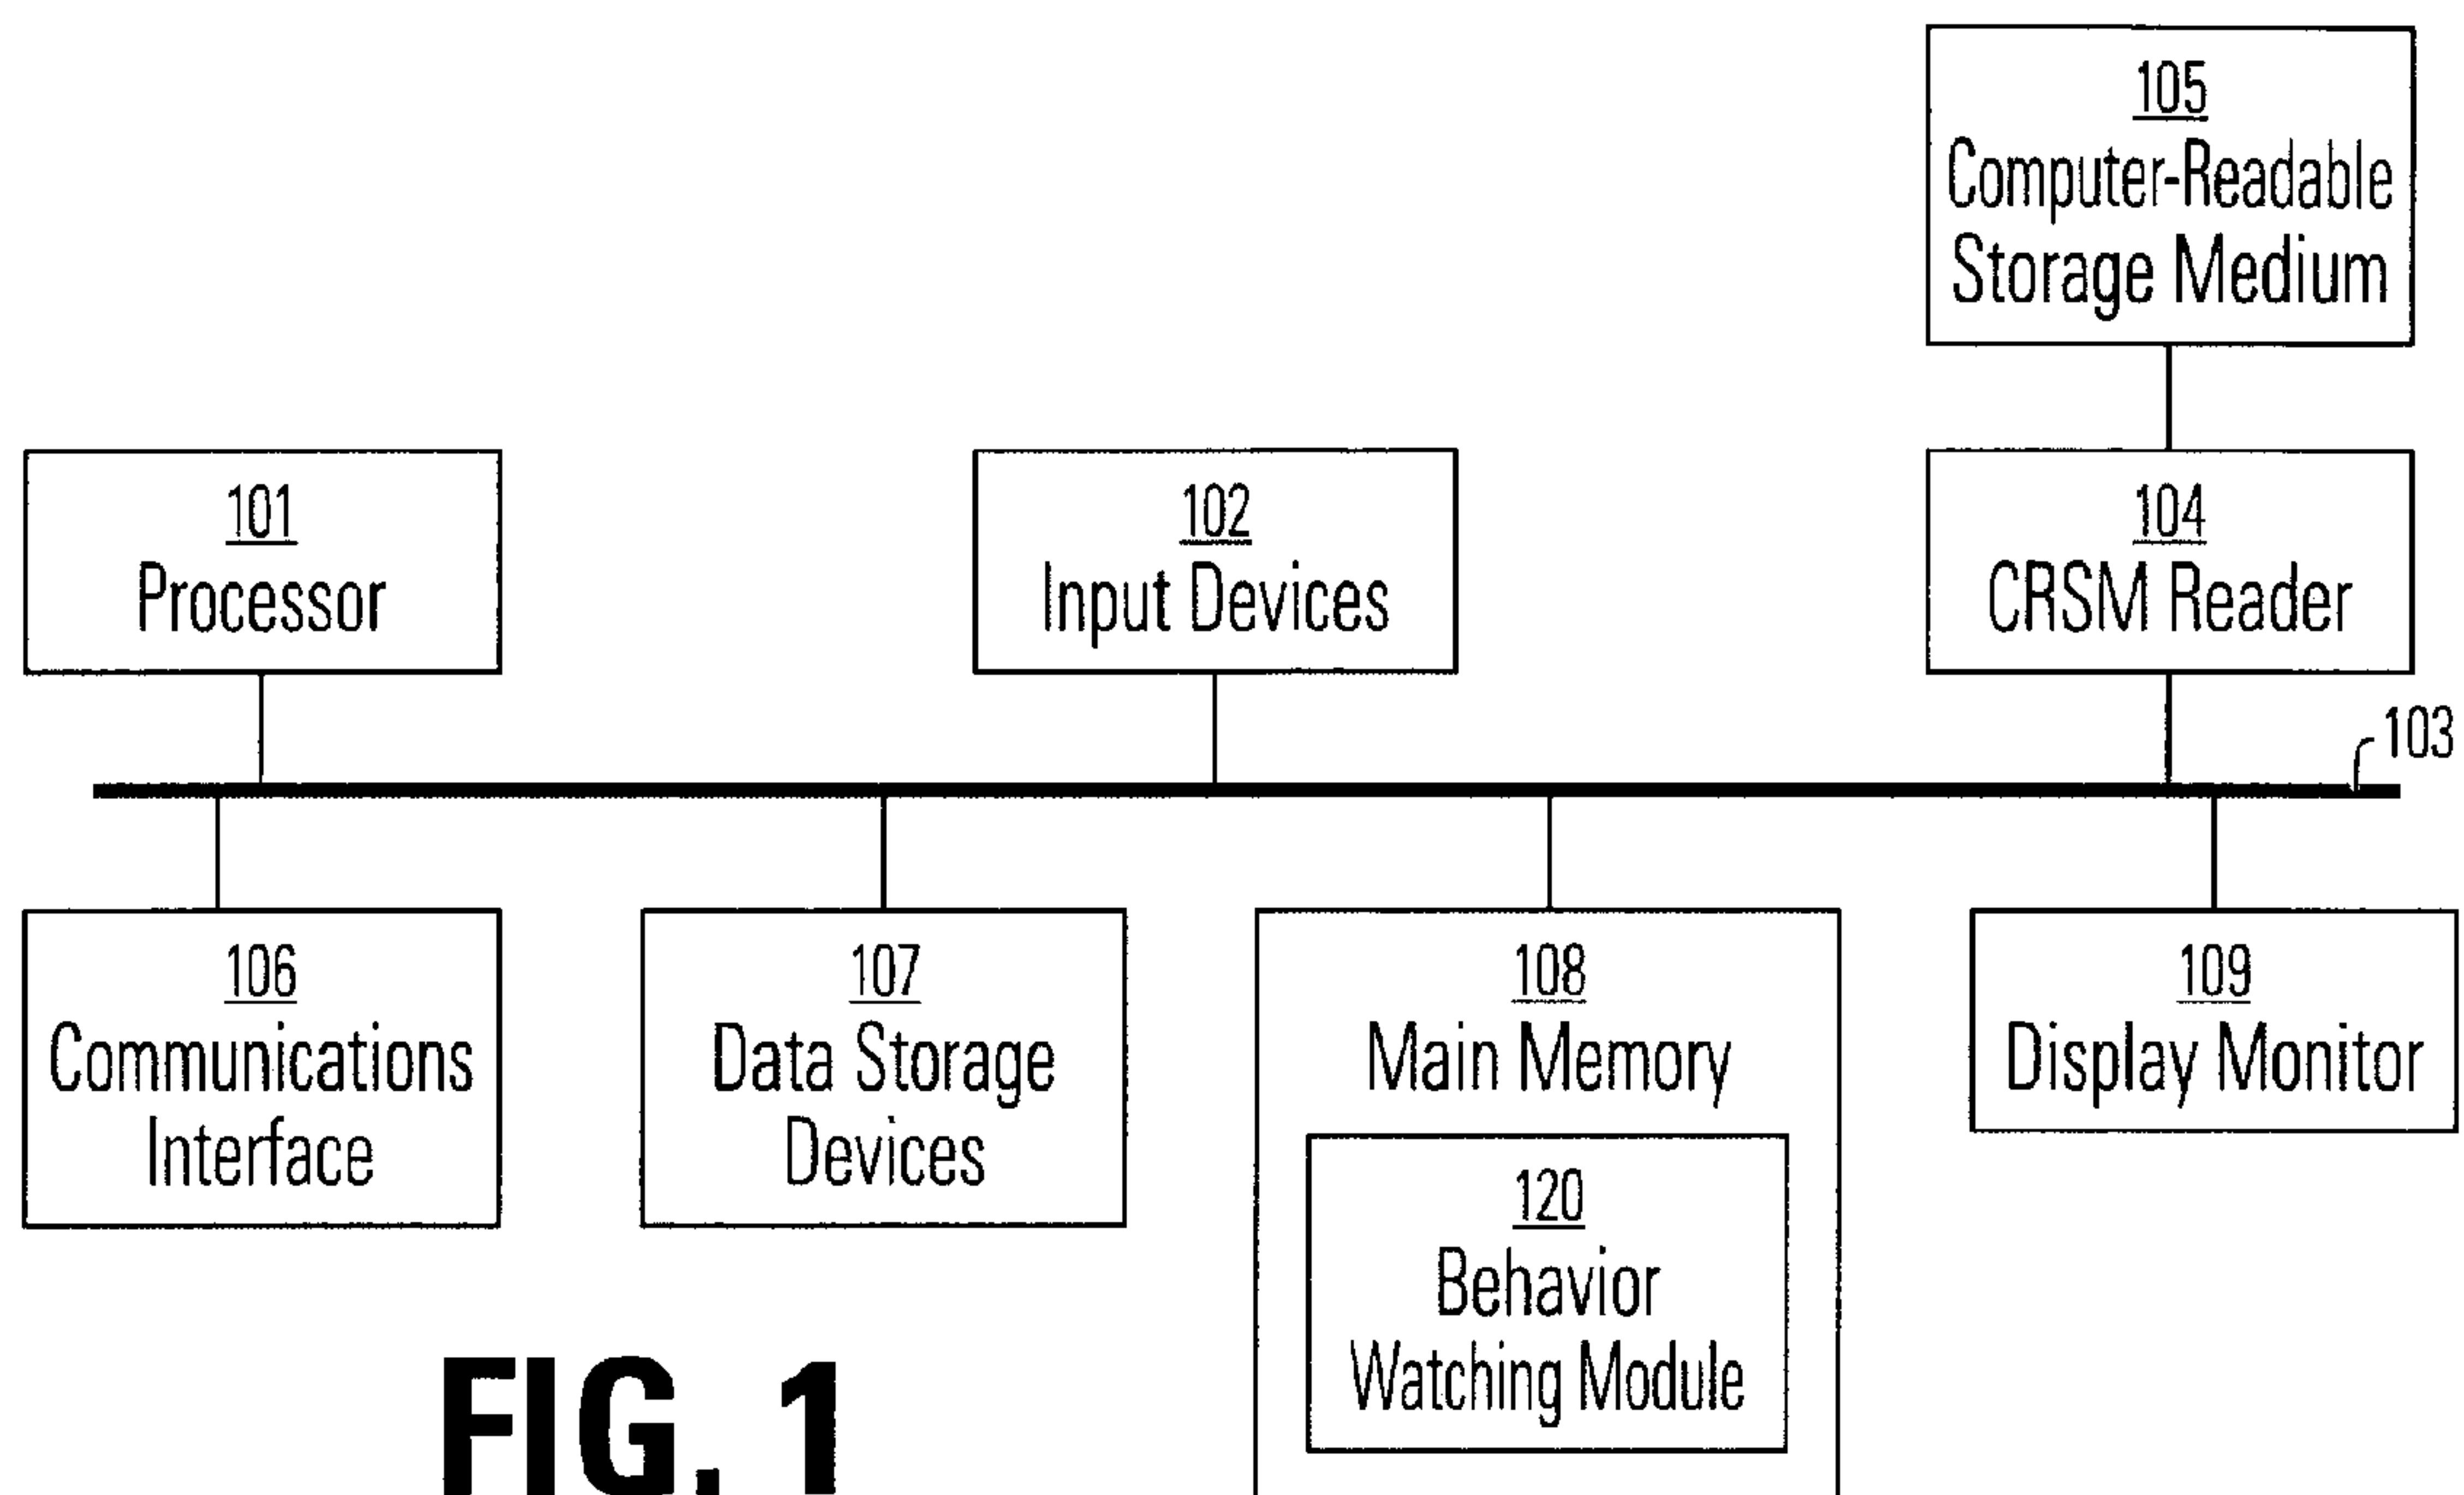 105
Computer-Readable
Storage Medium
101
Processor
102
Input Devices
104
CRSM Reader
103
106
Communications
Interface
107
Data Storage
Devices
108
Main Memory
120
Behavior
Watching Module
109
Display Monitor
FIG. 1